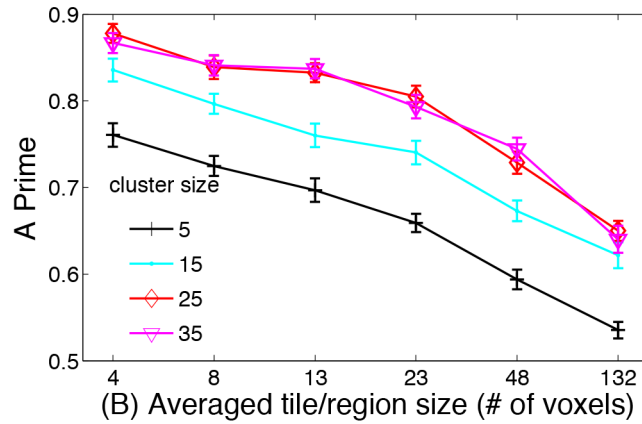 0.9
0.8
0.7
0.6
0.5
A Prime
cluster size
5
15
25
35
4 8 13 23 48 132
(B) Averaged tile/region size (# of voxels)